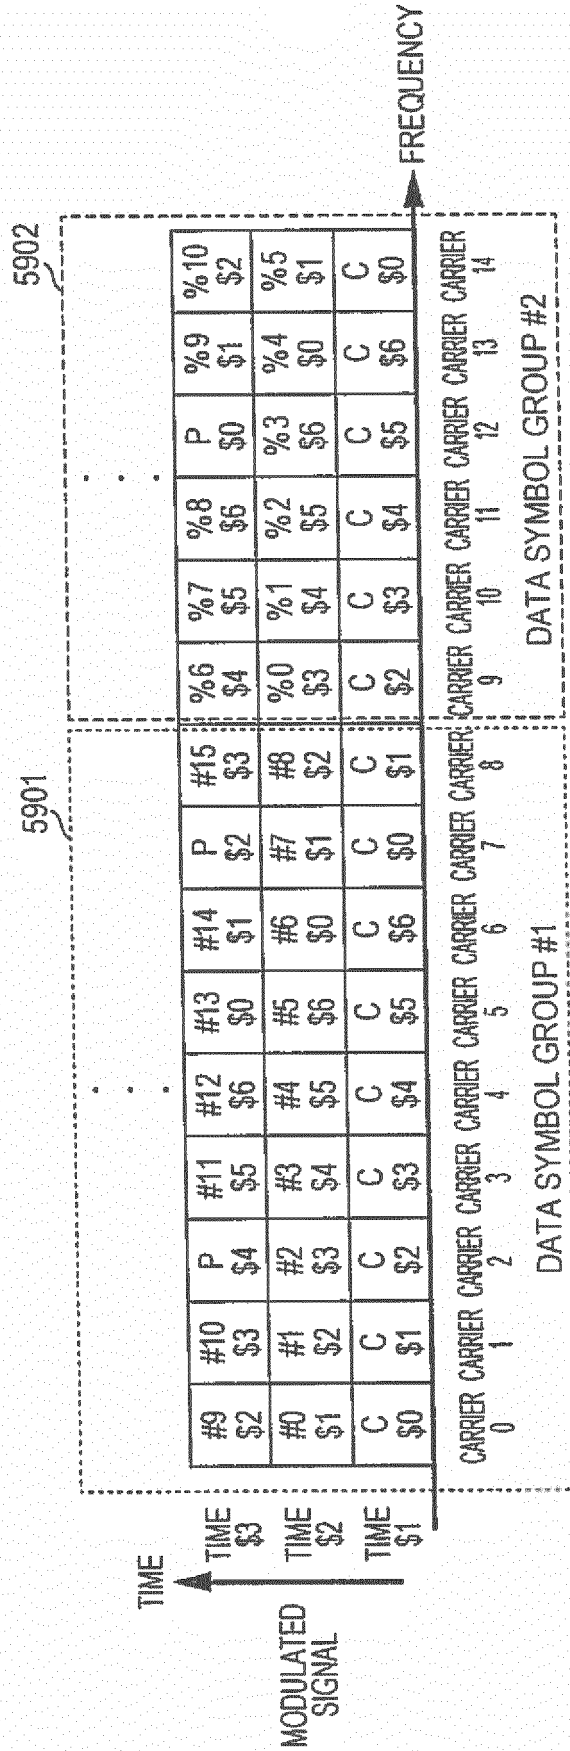 5901
5902
TIME
MODULATED
SIGNAL
TIME
$3
#9 #10 P #11 #12 #13 #14 P #15 %6 %7 %8 P %9 %10
$2 $3 $4 $5 $6 $0 $1 $2 $3 $4 $5 $6 $0 $1 $2
TIME
$2
#0 #1 #2 #3 #4 #5 #6 #7 #8 %0 %1 %2 %3 %4 %5
$1 $2 $3 $4 $5 $6 $0 $1 $2 $3 $4 $5 $6 $0 $1
TIME
$1
C C C C C C C C C C C C C C C
$0 $1 $2 $3 $4 $5 $6 $0 $1 $2 $3 $4 $5 $6 $0
FREQUENCY
CARRIER CARRIER CARRIER CARRIER CARRIER CARRIER CARRIER CARRIER CARRIER CARRIER CARRIER CARRIER CARRIER CARRIER CARRIER
0 1 2 3 4 5 6 7 8 9 10 11 12 13 14
DATA SYMBOL GROUP #1
DATA SYMBOL GROUP #2